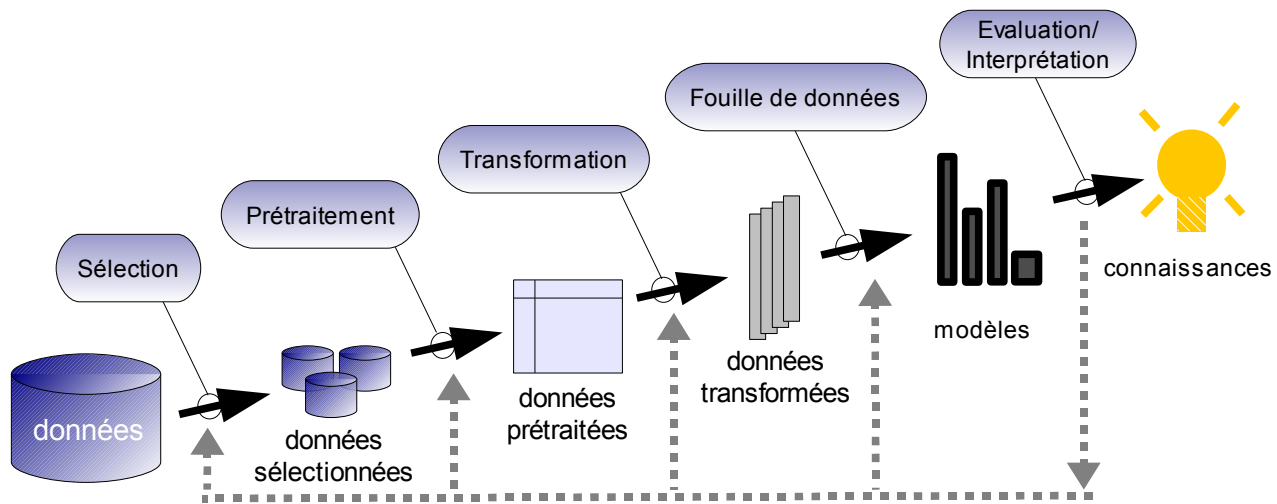 Evaluation/
Interprétation
Fouille de données
Transformation
Prétraitement
Sélection
données
données
sélectionnées
données
prétraitées
données
transformées
modèles
connaissances